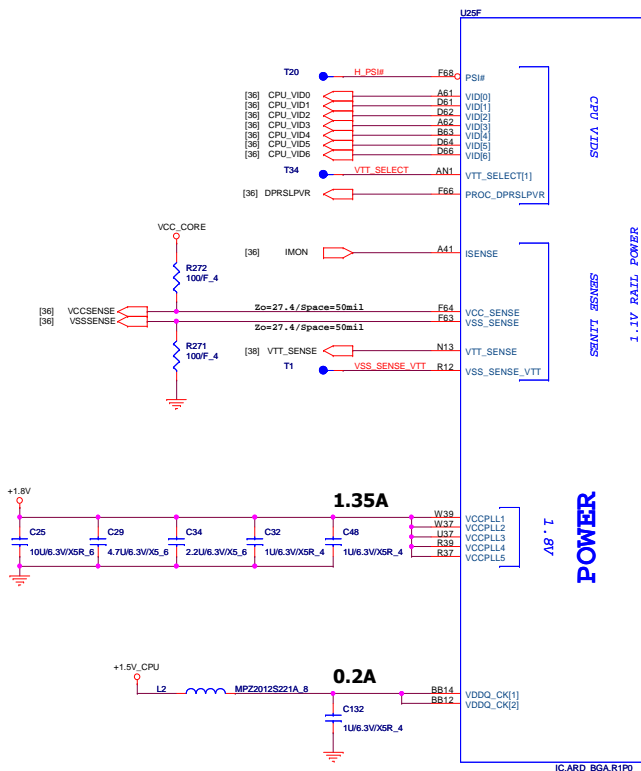 U25F
T20 H_PSI# F68 PSI#
[36] CPU_VID0 A61 VID[0]
[36] CPU_VID1 D61 VID[1]
[36] CPU_VID2 D62 VID[2]
[36] CPU_VID3 A62 VID[3]
[36] CPU_VID4 B63 VID[4]
[36] CPU_VID5 D64 VID[5]
[36] CPU_VID6 D66 VID[6]
CPU VIDS
T34 VTT_SELECT AN1 VTT_SELECT[1]
[36] DPRSLPVR F66 PROC_DPRSLPVR
VCC_CORE
[36] IMON A41 ISENSE
R272
100/F_4
1.1V RAIL POWER
SENSE LINES
Zo=27.4/Space=50mil
[36] VCCSENSE F64 VCC_SENSE
[36] VSSSENSE F63 VSS_SENSE
Zo=27.4/Space=50mil
R271
100/F_4
[38] VTT_SENSE N13 VTT_SENSE
T1 VSS_SENSE_VTT R12 VSS_SENSE_VTT
+1.8V
1.35A
W39 VCCPLL1
W37 VCCPLL2
U37 VCCPLL3
R39 VCCPLL4
R37 VCCPLL5
1.8V
POWER
C25 C29 C34 C32 C48
10U/6.3V/X5R_6 4.7U/6.3V/X5_6 2.2U/6.3V/X5_6 1U/6.3V/X5R_4 1U/6.3V/X5R_4
+1.5V_CPU
0.2A
L2 MPZ2012S221A_8 BB14 VDDQ_CK[1]
BB12 VDDQ_CK[2]
C132
1U/6.3V/X5R_4
IC,ARD_BGA,R1P0